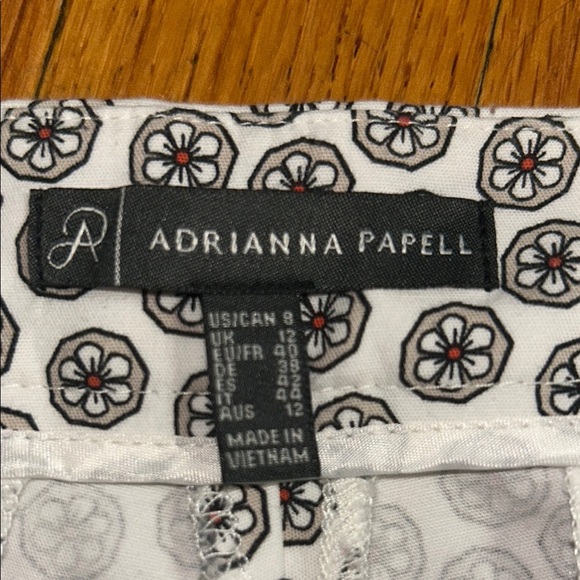 AP
ADRIANNA PAPELL
US/CAN 8
UK 12
EU/FR 40
DE 38
ES 42
IT 44
AUS 12
MADE IN
VIETNAM